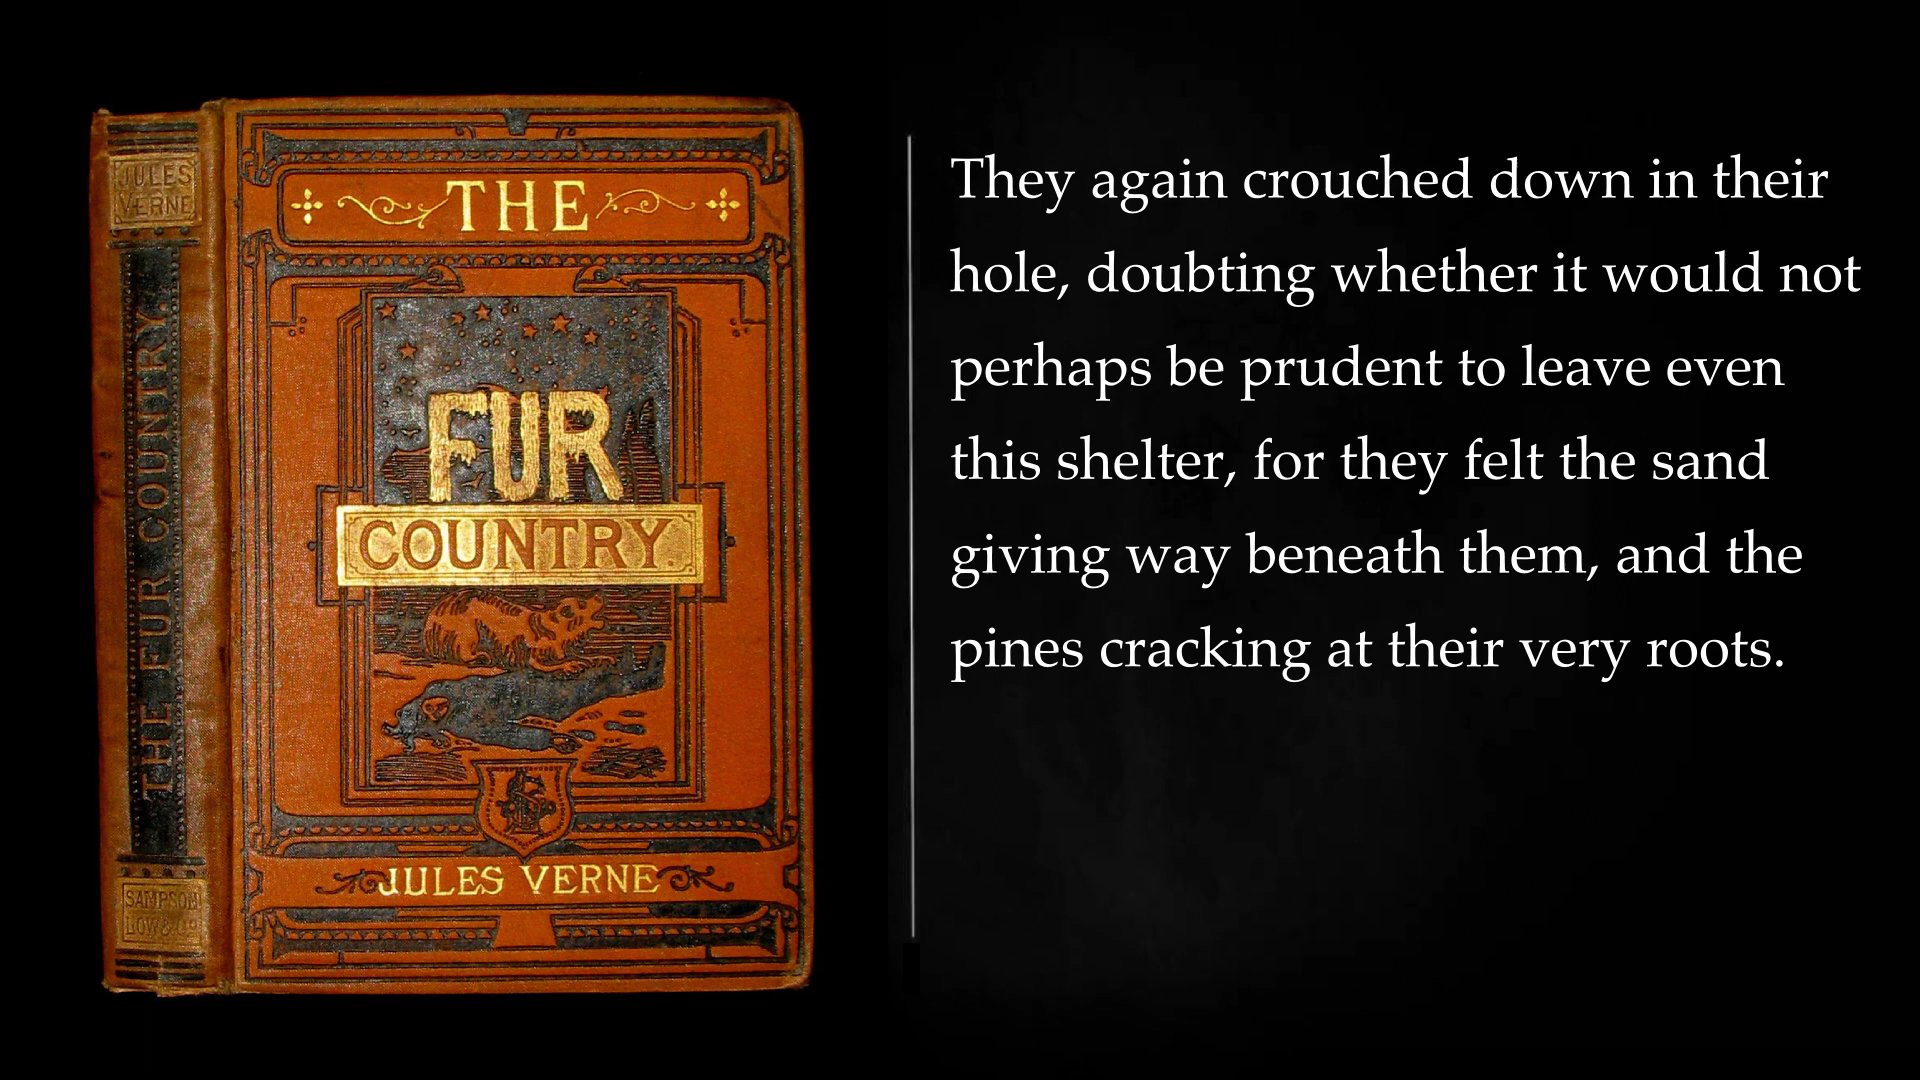 JULES
VERNE
THE FUR COUNTRY.
SAMPSON
LOW & Co
THE
FUR
COUNTRY.
JULES VERNE
They again crouched down in their
hole, doubting whether it would not
perhaps be prudent to leave even
this shelter, for they felt the sand
giving way beneath them, and the
pines cracking at their very roots.